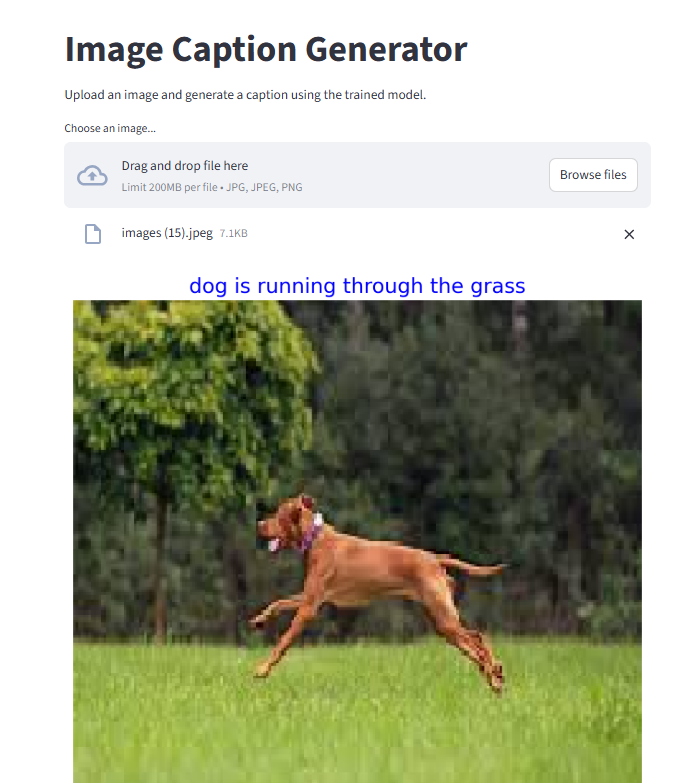 Image Caption Generator
Upload an image and generate a caption using the trained model.
Choose an image...
Drag and drop file here
Limit 200MB per file • JPG, JPEG, PNG
Browse files
images (15).jpeg 7.1KB
dog is running through the grass